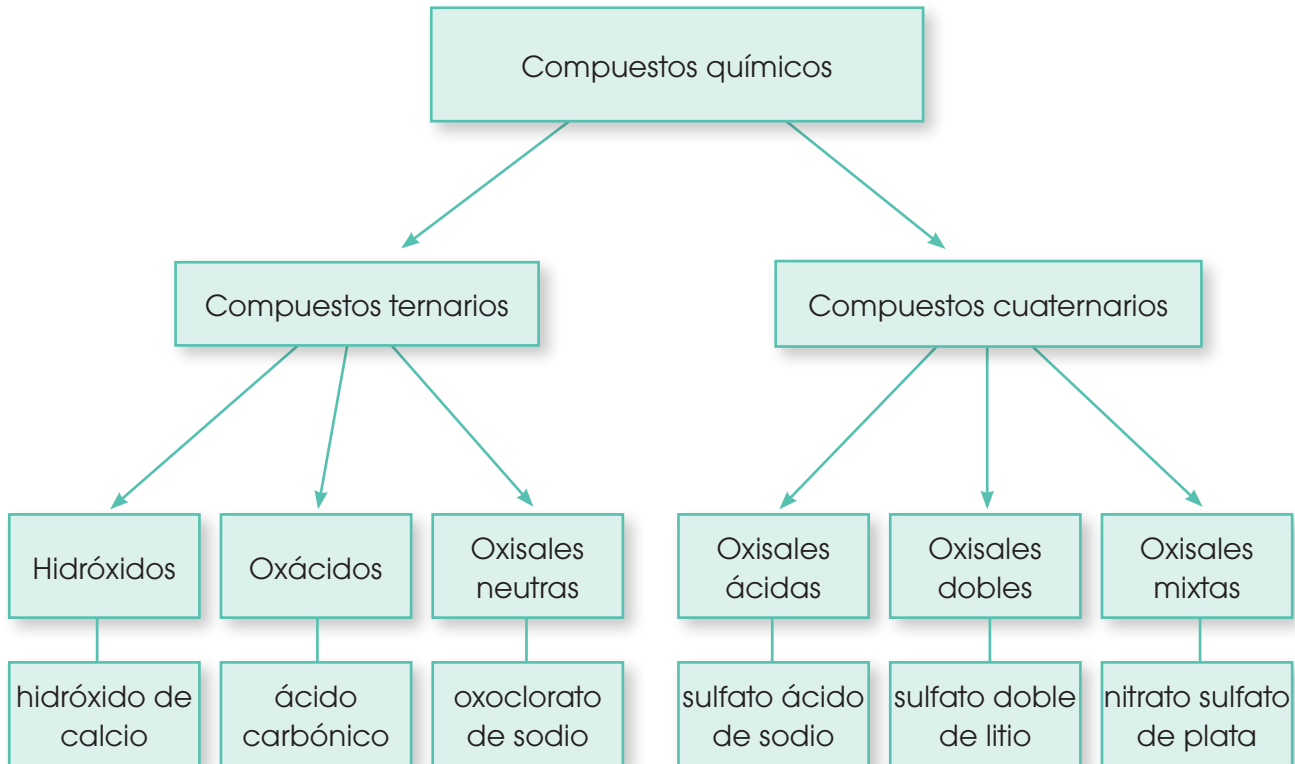 Compuestos químicos
Compuestos ternarios
Compuestos cuaternarios
Hidróxidos
Oxácidos
Oxisales
neutras
Oxisales
ácidas
Oxisales
dobles
Oxisales
mixtas
hidróxido de
calcio
ácido
carbónico
oxoclorato
de sodio
sulfato ácido
de sodio
sulfato doble
de litio
nitrato sulfato
de plata